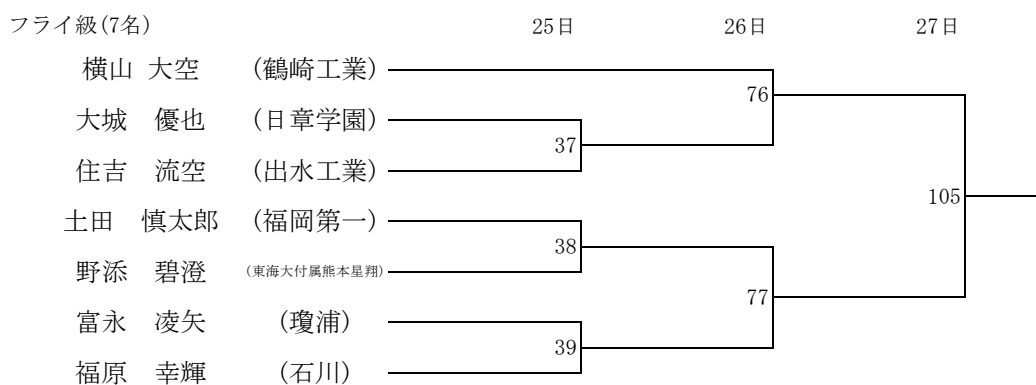 フライ級(7名) 25日 26日 27日
横山 大空 (鶴崎工業)
76
大城 優也 (日章学園)
37
住吉 流空 (出水工業)
105
土田 慎太郎 (福岡第一)
38
野添 碧澄 (東海大付属熊本星翔)
77
富永 凌矢 (瓊浦)
39
福原 幸輝 (石川)